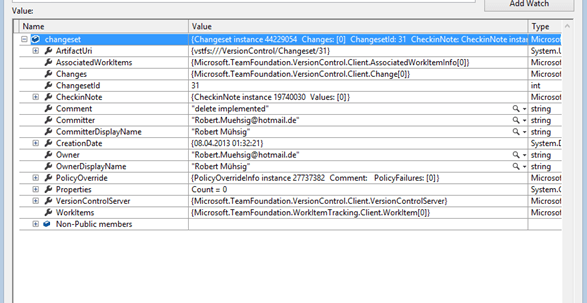 Add Watch
Value:
Name Value Type
changeset {Changeset instance 44229054 Changes: [0] ChangesetId: 31 CheckinNote: CheckinNote instan Microsof
ArtifactUri {vstfs:///VersionControl/Changeset/31} System.U
AssociatedWorkItems {Microsoft.TeamFoundation.VersionControl.Client.AssociatedWorkItemInfo[0]} Microsof
Changes {Microsoft.TeamFoundation.VersionControl.Client.Change[0]} Microsof
ChangesetId 31 int
CheckinNote {CheckinNote instance 19740030 Values: [0]} Microsof
Comment "delete implemented" string
Committer "Robert.Muehsig@hotmail.de" string
CommitterDisplayName "Robert Mühsig" string
CreationDate {08.04.2013 01:32:21} System.D
Owner "Robert.Muehsig@hotmail.de" string
OwnerDisplayName "Robert Mühsig" string
PolicyOverride {PolicyOverrideInfo instance 27737382 Comment: PolicyFailures: [0]} Microsof
Properties Count = 0 System.C
VersionControlServer {Microsoft.TeamFoundation.VersionControl.Client.VersionControlServer} Microsof
WorkItems {Microsoft.TeamFoundation.WorkItemTracking.Client.WorkItem[0]} Microsof
Non-Public members